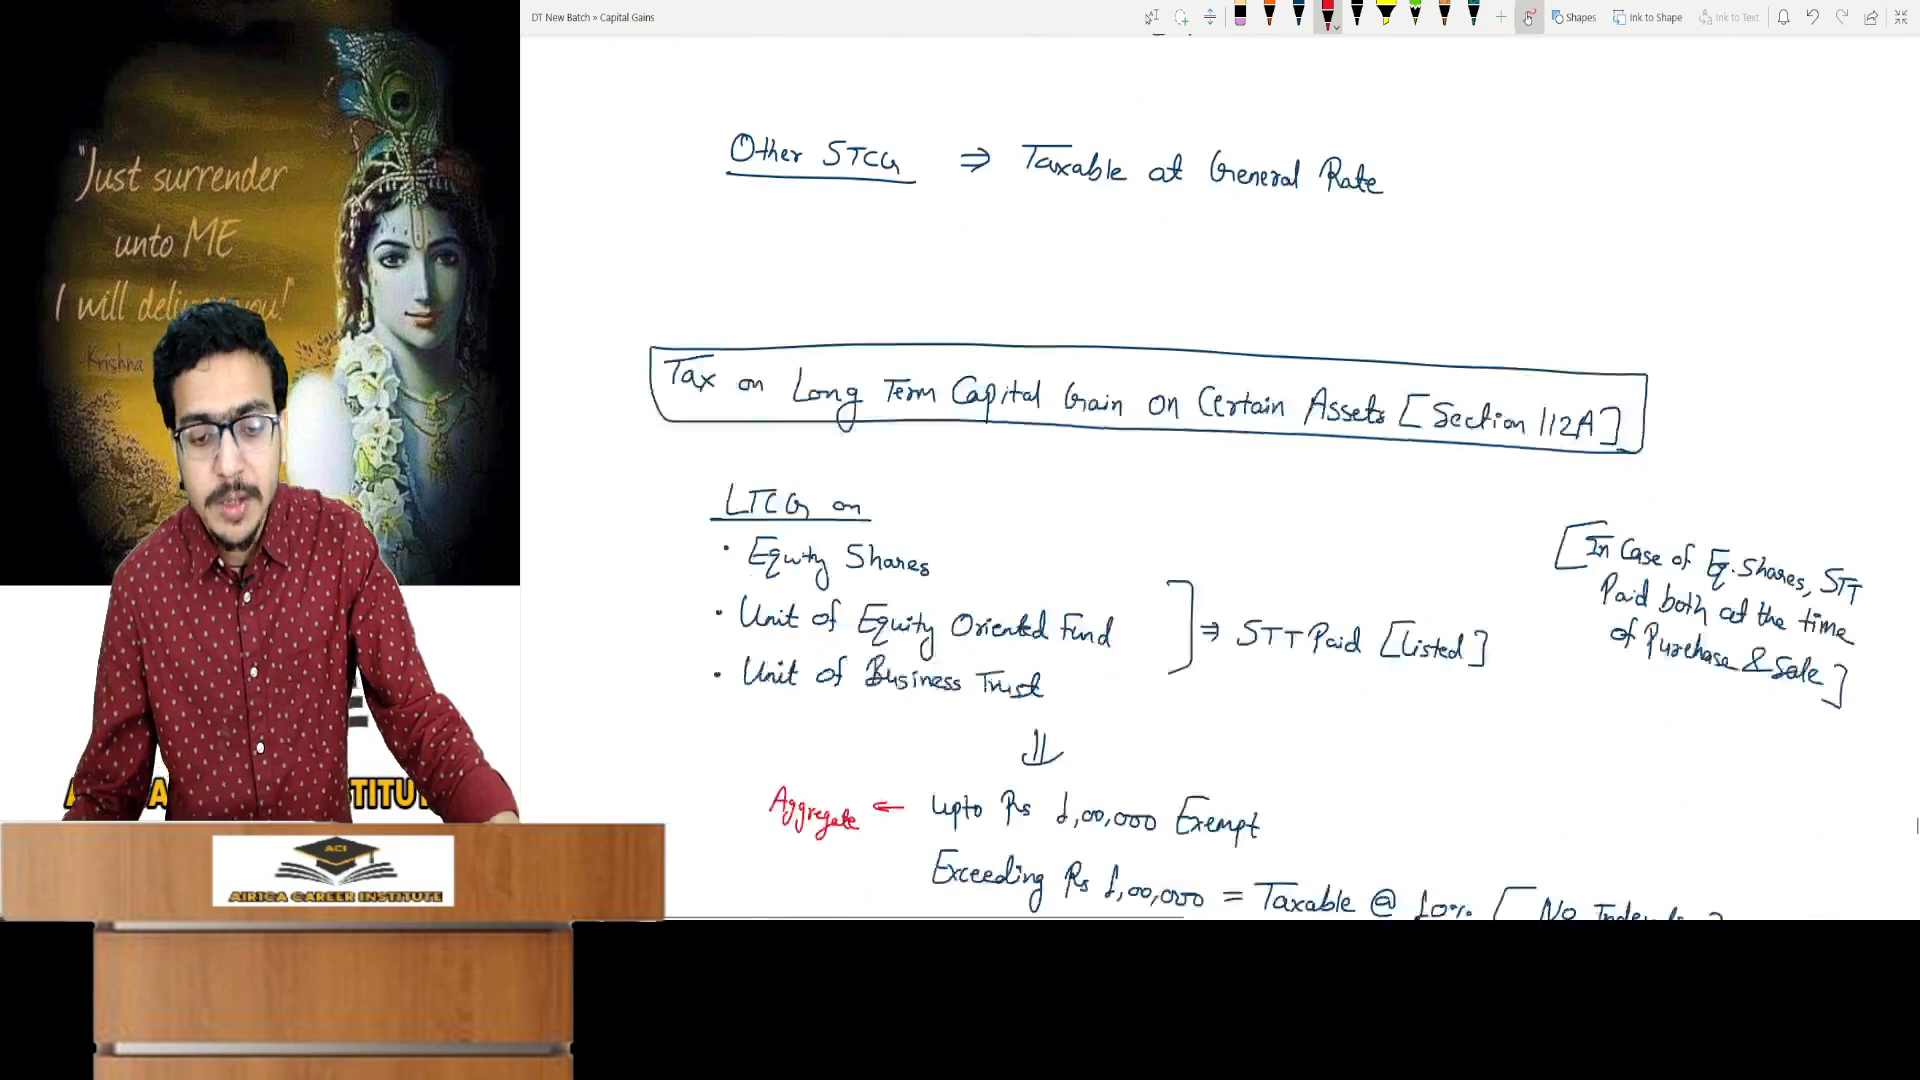 DT New Batch » Capital Gains
Shapes
Ink to Shape
Ink to Text
"Just surrender
unto ME
I will deliver you!"
Krishna
Other STCG ⇒ Taxable at General Rate
Tax on Long Term Capital Gain on Certain Assets [Section 112A]
LTCG on
• Equity Shares
• Unit of Equity Oriented Fund
• Unit of Business Trust
⇒ STT Paid [Listed]
[In Case of Eq. Shares, STT
Paid both at the time
of Purchase & Sale]
Aggregate ← upto Rs 1,00,000 Exempt
Exceeding Rs 1,00,000 = Taxable @ 10% [No
ACI
AIRICA CAREER INSTITUTE